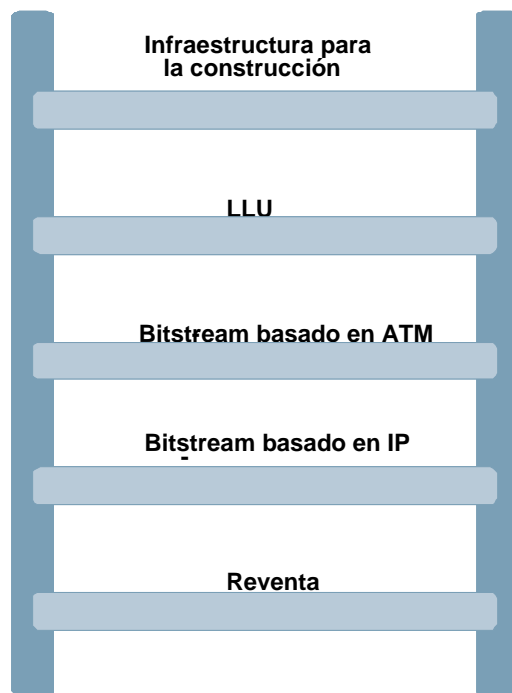 Infraestructura para
la construcción
LLU
Bitstream basado en ATM
Bitstream basado en IP
Reventa